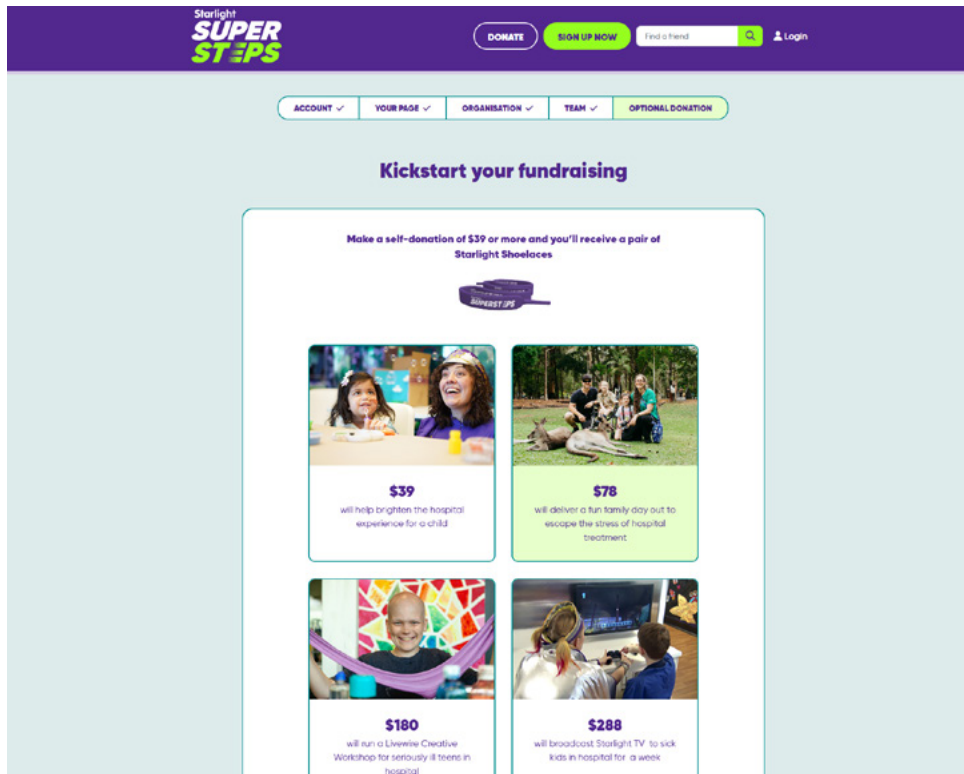 Starlight
SUPER
STEPS
DONATE
SIGN UP NOW
Find a friend
Login
ACCOUNT ✓
YOUR PAGE ✓
ORGANISATION ✓
TEAM ✓
OPTIONAL DONATION
Kickstart your fundraising
Make a self-donation of $39 or more and you'll receive a pair of
Starlight Shoelaces
SUPERSTEPS
$39
will help brighten the hospital
experience for a child
$78
will deliver a fun family day out to
escape the stress of hospital
treatment
$180
will run a Livewire Creative
Workshop for seriously ill teens in
hospital
$288
will broadcast Starlight TV to sick
kids in hospital for a week